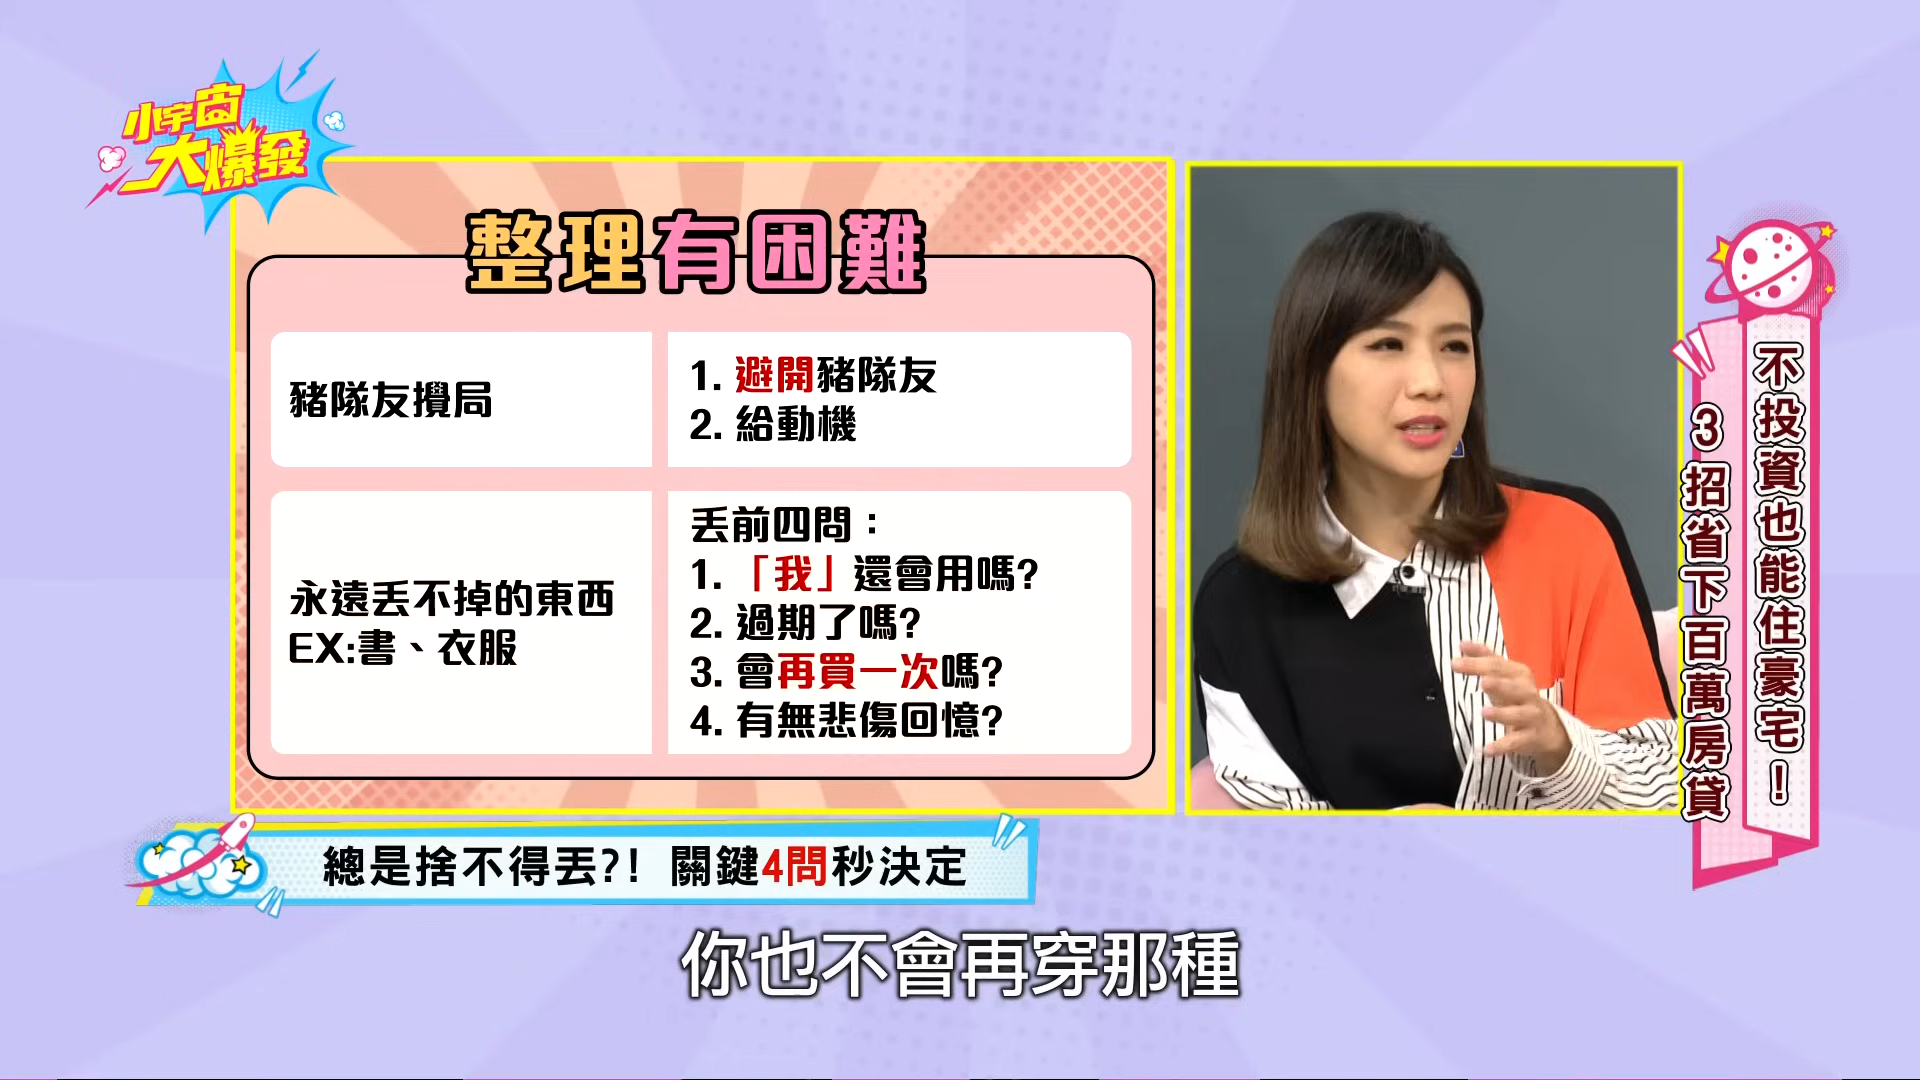 小宇宙
大爆發
整理有困難
豬隊友攪局
1. 避開豬隊友
2. 給動機
永遠丟不掉的東西
EX:書、衣服
丟前四問：
1. 「我」還會用嗎?
2. 過期了嗎?
3. 會再買一次嗎?
4. 有無悲傷回憶?
不投資也能住豪宅！
3招省下百萬房貸
總是捨不得丟?! 關鍵4問秒決定
你也不會再穿那種